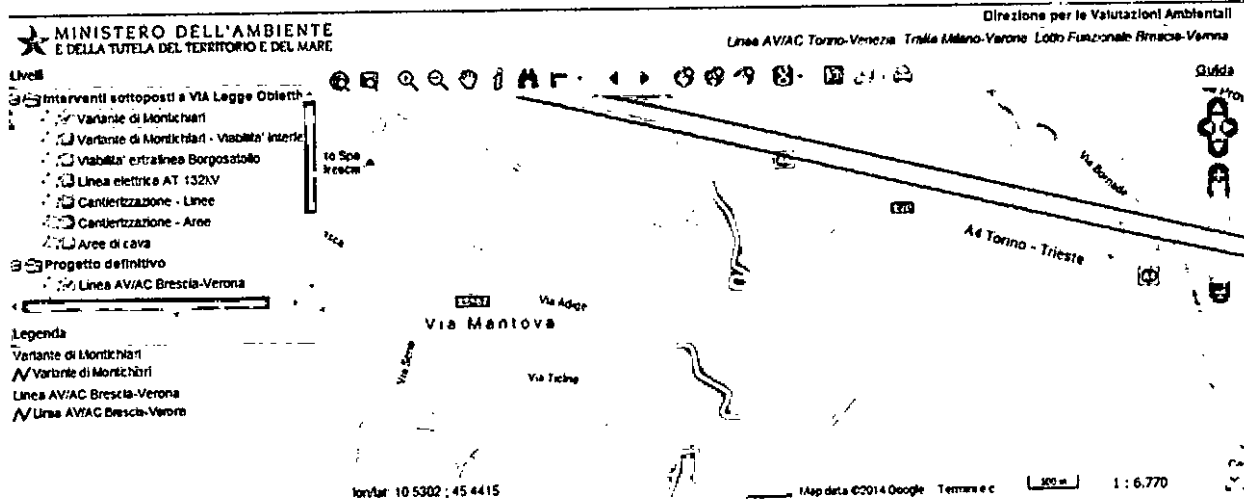 MINISTERO DELL'AMBIENTE
E DELLA TUTELA DEL TERRITORIO E DEL MARE
Direzione per le Valutazioni Ambientali
Linea AV/AC Torino-Venezia Tratta Milano-Verona Lotto Funzionale Brescia-Verona
Livelli
Guida
Interventi sottoposti a VIA Legge Obietti
Variante di Montichiari
Variante di Montichiari - Viabilita' interfe
Viabilita' extralinea Borgosatollo
Linea elettrica AT 132kV
Cantierizzazione - Linee
Cantierizzazione - Aree
Aree di cava
Progetto definitivo
Linea AV/AC Brescia-Verona
Legenda
Variante di Montichiari
Variante di Montichiari
Linea AV/AC Brescia-Verona
Linea AV/AC Brescia-Verona
Via Bornade
A4 Torino - Trieste
Via Adige
Via Mantova
Via Ticino
lon/lat: 10.5302 ; 45.4415
Map data ©2014 Google
1 : 6.770